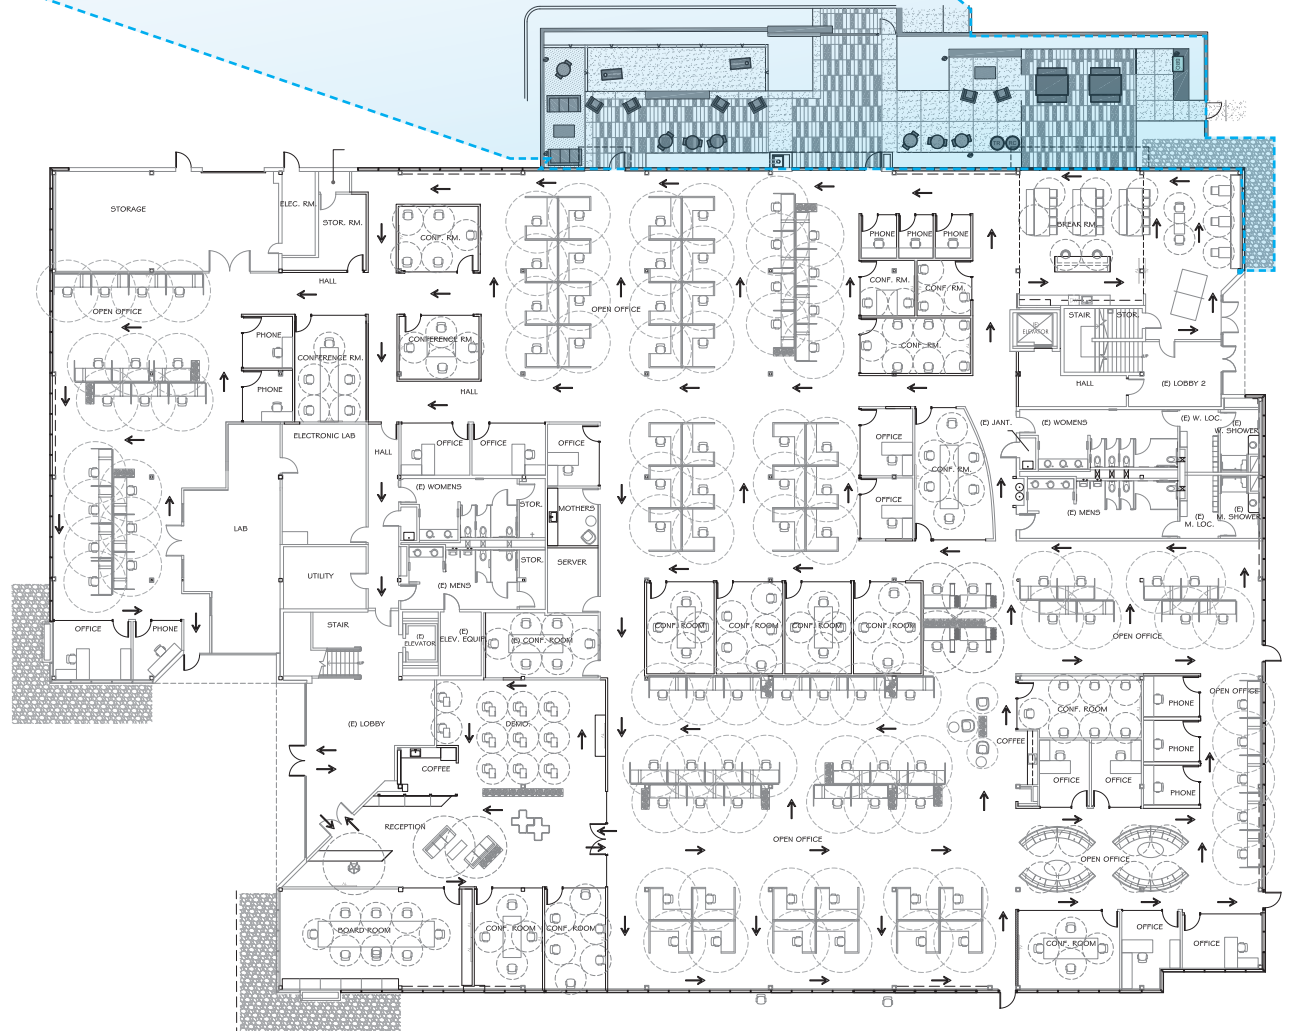 STORAGE
ELEC. RM.
STOR. RM.
CONF. RM.
HALL
OPEN OFFICE
PHONE
PHONE
CONFERENCE RM.
CONFERENCE RM.
HALL
OPEN OFFICE
PHONE
PHONE
PHONE
CONF. RM.
CONF. RM.
CONF. RM.
BREAK RM.
STAIR
STOR.
(E)
ELEVATOR
HALL
(E) LOBBY 2
ELECTRONIC LAB
HALL
OFFICE
OFFICE
OFFICE
(E) WOMENS
STOR.
MOTHERS
LAB
UTILITY
(E) MENS
STOR.
SERVER
OFFICE
OFFICE
CONF. RM.
(E) JANT.
(E) WOMENS
(E) W. LOC.
(E)
W. SHOWER
(E) MENS
(E)
M. LOC.
(E)
M. SHOWER
OFFICE
PHONE
STAIR
(E)
ELEVATOR
(E)
ELEV. EQUIP.
(E) CONF. ROOM
CONF. ROOM
CONF. ROOM
CONF. ROOM
CONF. ROOM
OPEN OFFICE
(E) LOBBY
DEMO.
COFFEE
RECEPTION
CONF. ROOM
COFFEE
OFFICE
OFFICE
PHONE
PHONE
PHONE
OPEN OFFICE
OPEN OFFICE
OPEN OFFICE
BOARD ROOM
CONF. ROOM
CONF. ROOM
CONF. ROOM
OFFICE
OFFICE